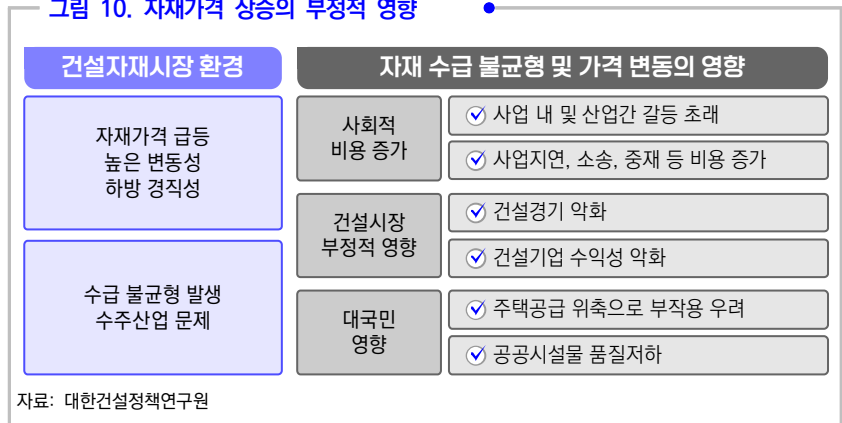 그림 10. 자재가격 상승의 부정적 영향
건설자재시장 환경
자재 수급 불균형 및 가격 변동의 영향
자재가격 급등
높은 변동성
하방 경직성
수급 불균형 발생
수주산업 문제
사회적
비용 증가
사업 내 및 산업간 갈등 초래
사업지연, 소송, 중재 등 비용 증가
건설시장
부정적 영향
건설경기 악화
건설기업 수익성 악화
대국민
영향
주택공급 위축으로 부작용 우려
공공시설물 품질저하
자료: 대한건설정책연구원